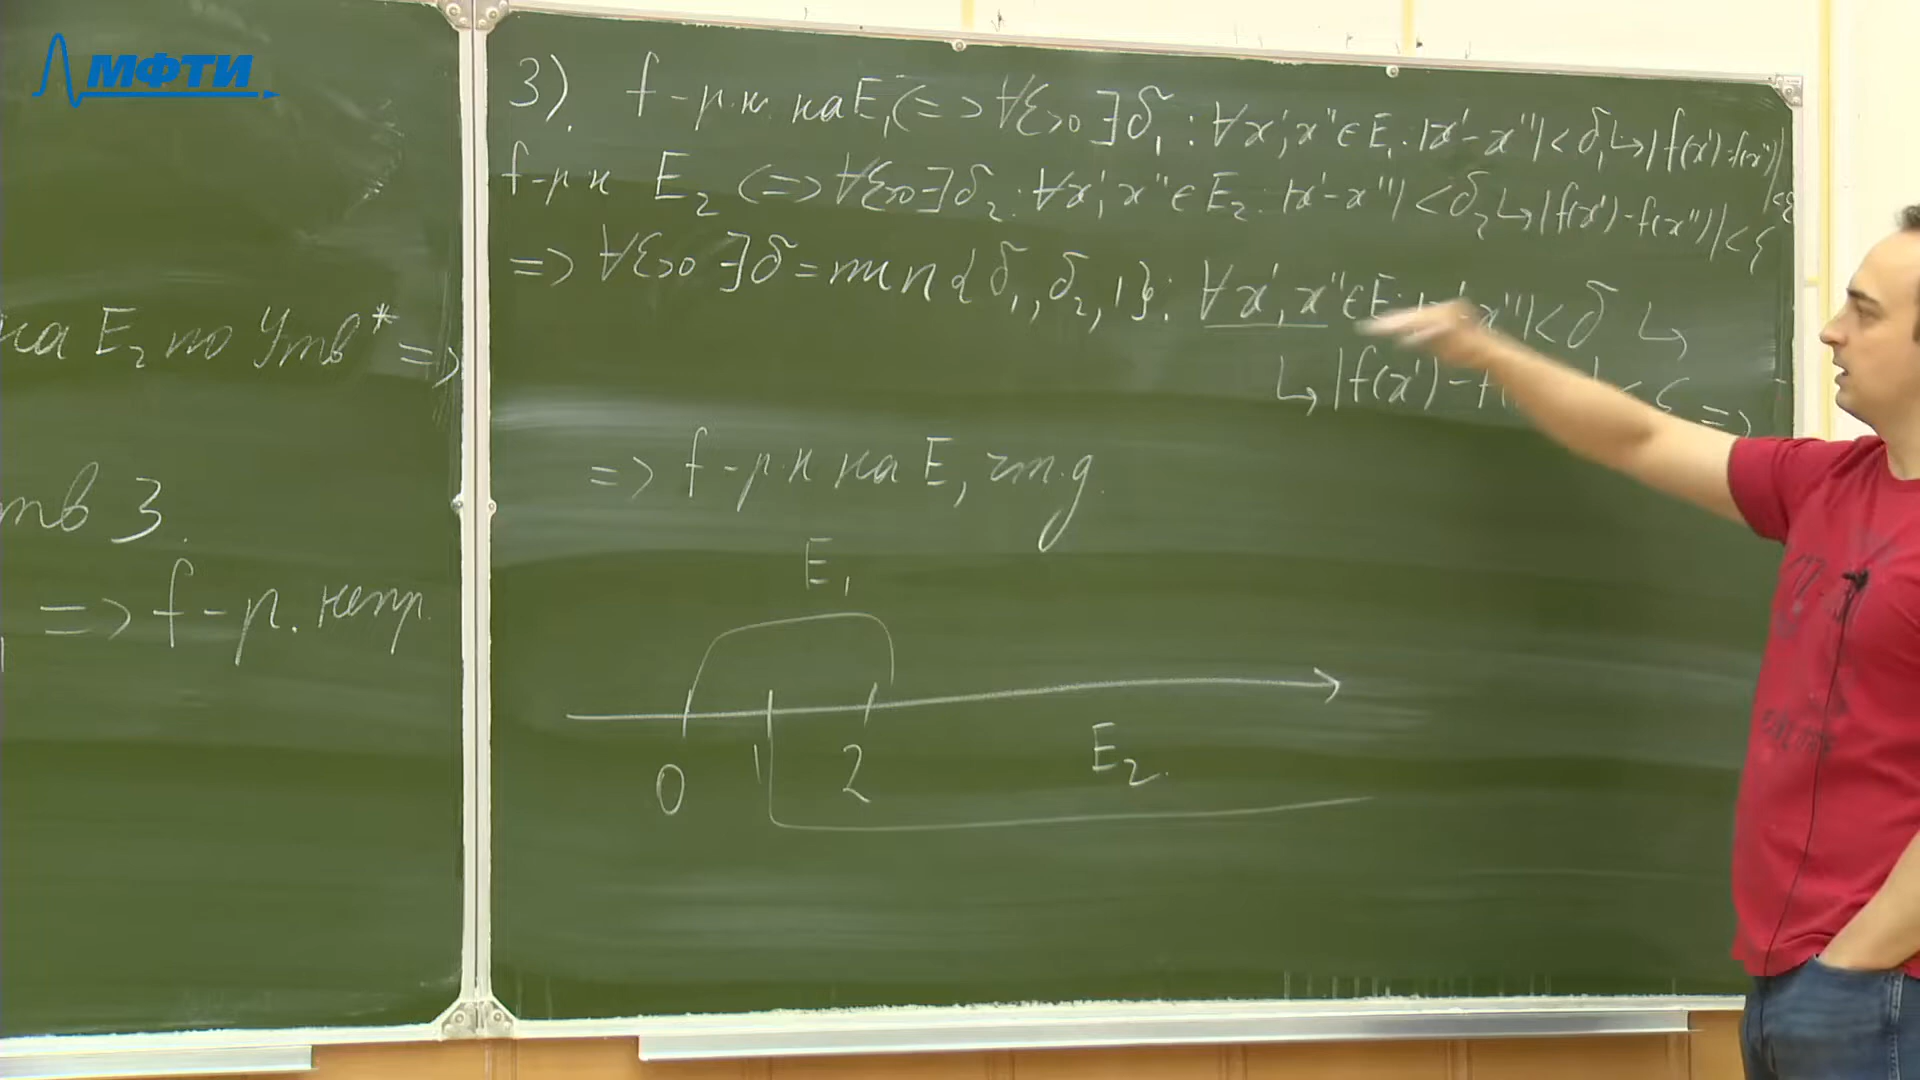 МФТИ
на E₂ по Утв* =>
тв 3.
=> f - р. непр.
3). f - р.н. на E₁ <=> ∀ε>0 ∃δ₁ : ∀x', x'' ∈ E₁ : |x' - x''| < δ₁ ↪ |f(x') - f(x'')| < ε
f - р.н E₂ <=> ∀ε>0 ∃δ₂ : ∀x', x'' ∈ E₂ : |x' - x''| < δ₂ ↪ |f(x') - f(x'')| < ε
=> ∀ε>0 ∃δ = min{δ₁, δ₂, 1} : ∀x', x'' ∈ E : |x' - x''| < δ ↪
↪ |f(x') - f( | < ε =>
=> f - р.н на E, чт.д.
E₁
0 1 2
E₂.